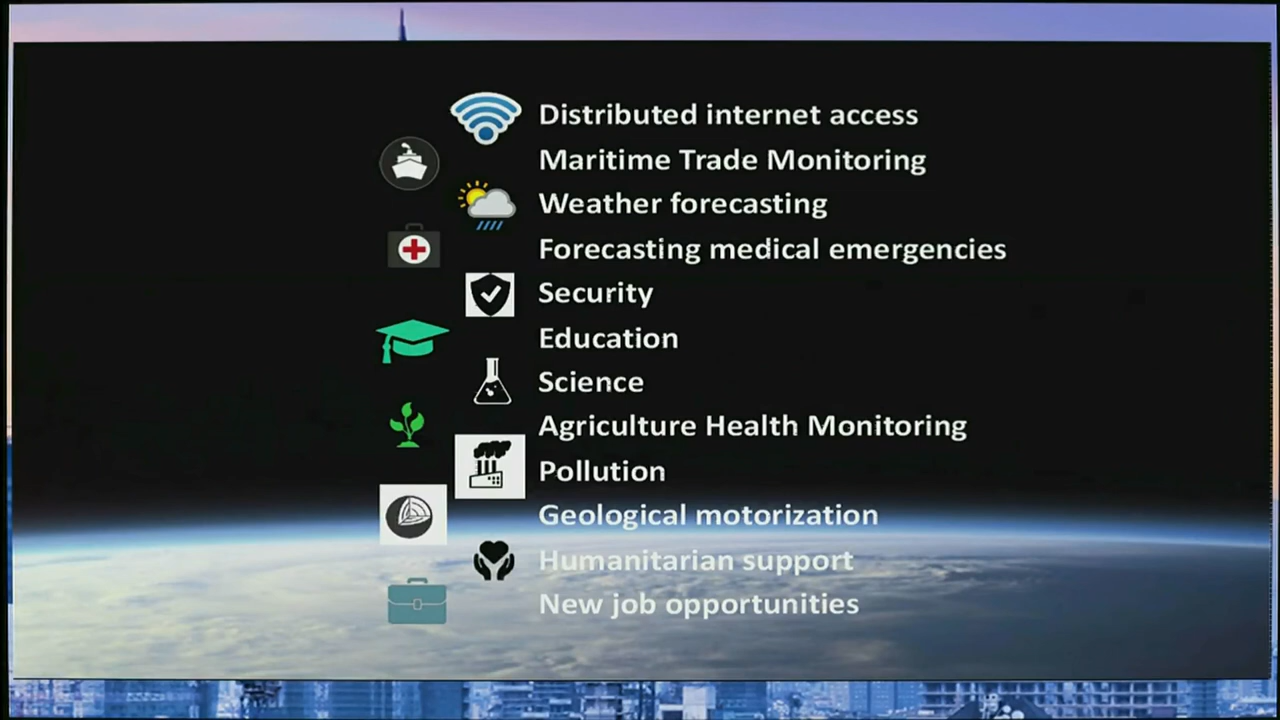 Distributed internet access
Maritime Trade Monitoring
Weather forecasting
Forecasting medical emergencies
Security
Education
Science
Agriculture Health Monitoring
Pollution
Geological motorization
Humanitarian support
New job opportunities